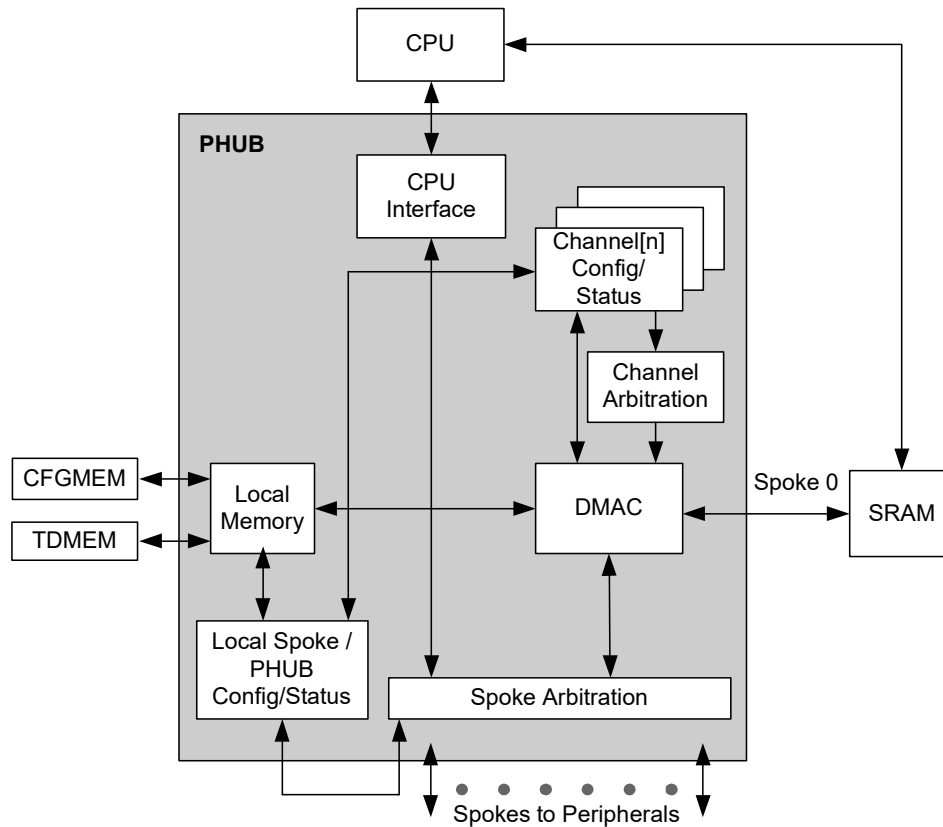 CPU
PHUB
CPU
Interface
Channel[n]
Config/
Status
Channel
Arbitration
CFGMEM
TDMEM
Local
Memory
DMAC
Spoke 0
SRAM
Local Spoke /
PHUB
Config/Status
Spoke Arbitration
Spokes to Peripherals